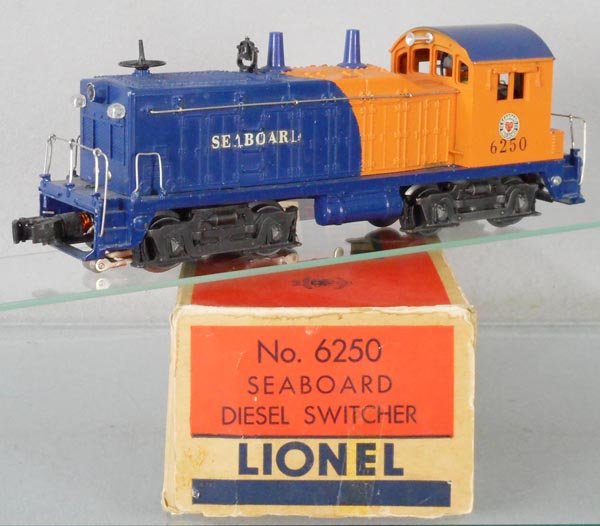 SEABOARD
6250
No. 6250
SEABOARD
DIESEL SWITCHER
LIONEL